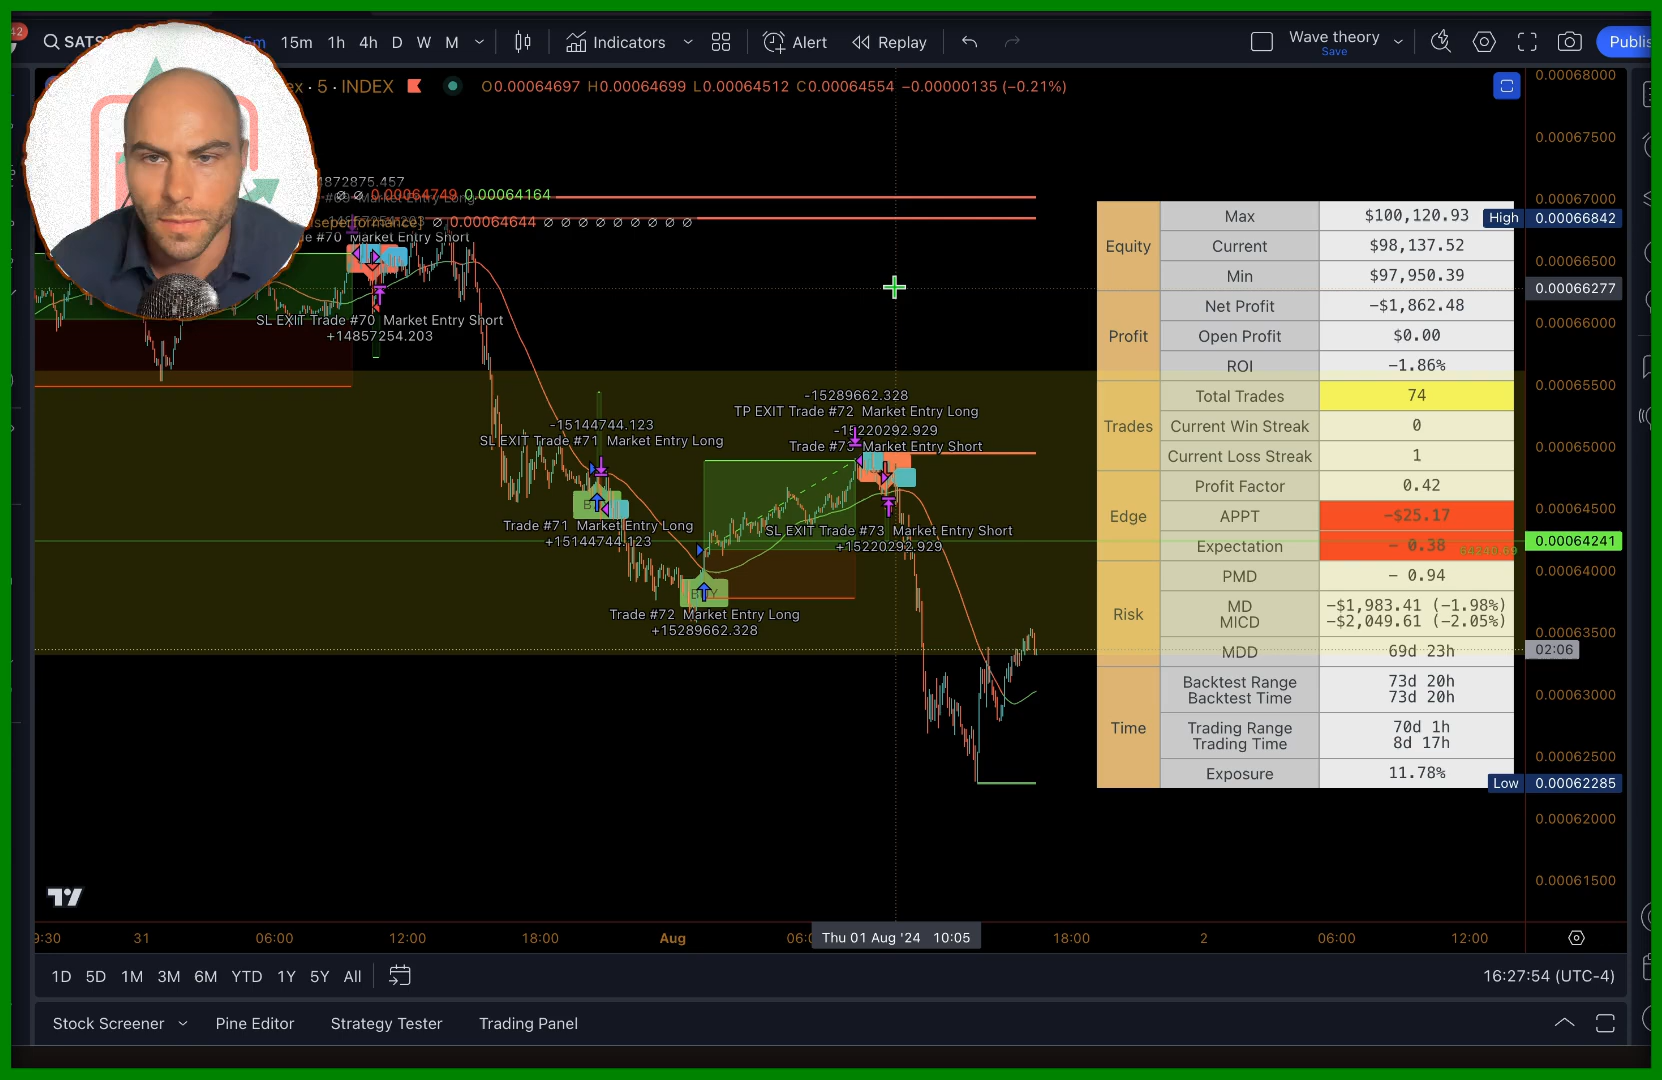 42
SATS
5m 15m 1h 4h D W M
Indicators
Alert
Replay
Wave theory
Save
Publis
ex · 5 · INDEX
O0.00064697 H0.00064699 L0.00064512 C0.00064554 −0.00000135 (−0.21%)
∅ ∅ 0.00064749 0.00064164
∅ 0.00064644 ∅ ∅ ∅ ∅ ∅ ∅ ∅ ∅ ∅
#70 Market Entry Short
SL EXIT Trade #70 Market Entry Short
+14857254.203
-15144744.123
SL EXIT Trade #71 Market Entry Long
Trade #71 Market Entry Long
+15144744.123
BUY
Trade #72 Market Entry Long
+15289662.328
-15289662.328
TP EXIT Trade #72 Market Entry Long
-15220292.929
Trade #73 Market Entry Short
SL EXIT Trade #73 Market Entry Short
+15220292.929
Equity
Max $100,120.93
Current $98,137.52
Min $97,950.39
Profit
Net Profit −$1,862.48
Open Profit $0.00
ROI −1.86%
Trades
Total Trades 74
Current Win Streak 0
Current Loss Streak 1
Edge
Profit Factor 0.42
APPT −$25.17
Expectation − 0.38
Risk
PMD − 0.94
MD −$1,983.41 (−1.98%)
MICD −$2,049.61 (−2.05%)
MDD 69d 23h
Time
Backtest Range 73d 20h
Backtest Time 73d 20h
Trading Range 70d 1h
Trading Time 8d 17h
Exposure 11.78%
0.00068000
0.00067500
0.00067000
High 0.00066842
0.00066500
0.00066277
0.00066000
0.00065500
0.00065000
0.00064500
0.00064241
0.00064000
0.00063500
02:06
0.00063000
0.00062500
Low 0.00062285
0.00062000
0.00061500
9:30 31 06:00 12:00 18:00 Aug 06:0 Thu 01 Aug '24 10:05 18:00 2 06:00 12:00
1D 5D 1M 3M 6M YTD 1Y 5Y All
16:27:54 (UTC-4)
Stock Screener Pine Editor Strategy Tester Trading Panel